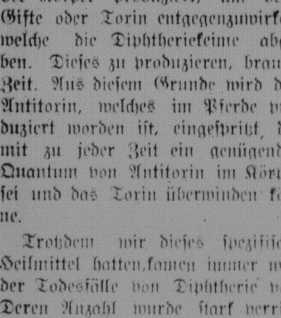 Gifte oder Toxin entgegenzuwirk
welche die Diphtheriekeime ab
ben. Dieses zu produzieren, brau
Zeit. Aus diesem Grunde wird d
Antitoxin, welches im Pferde p
duziert worden ist, eingespritzt,
mit zu jeder Zeit ein genügend
Quantum von Antitoxin im Kör
sei und das Toxin überwinden k
ne.
Trotzdem wir dieses spezifisc
Heilmittel hatten, kamen immer
der Todesfälle von Diphtherie v
Deren Anzahl wurde stark verri